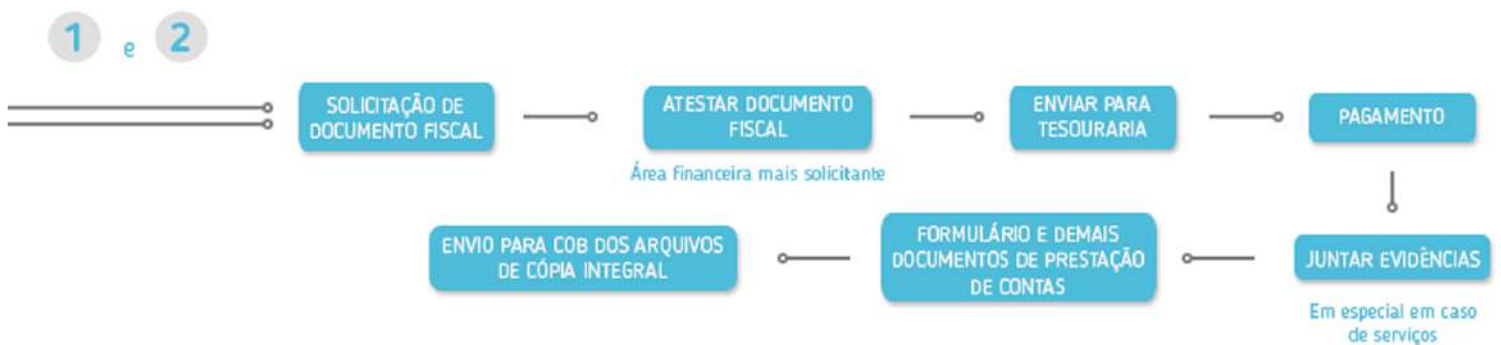 1 e 2
SOLICITAÇÃO DE
DOCUMENTO FISCAL
ATESTAR DOCUMENTO
FISCAL
Área financeira mais solicitante
ENVIAR PARA
TESOURARIA
PAGAMENTO
JUNTAR EVIDÊNCIAS
Em especial em caso
de serviços
FORMULÁRIO E DEMAIS
DOCUMENTOS DE PRESTAÇÃO
DE CONTAS
ENVIO PARA COB DOS ARQUIVOS
DE CÓPIA INTEGRAL